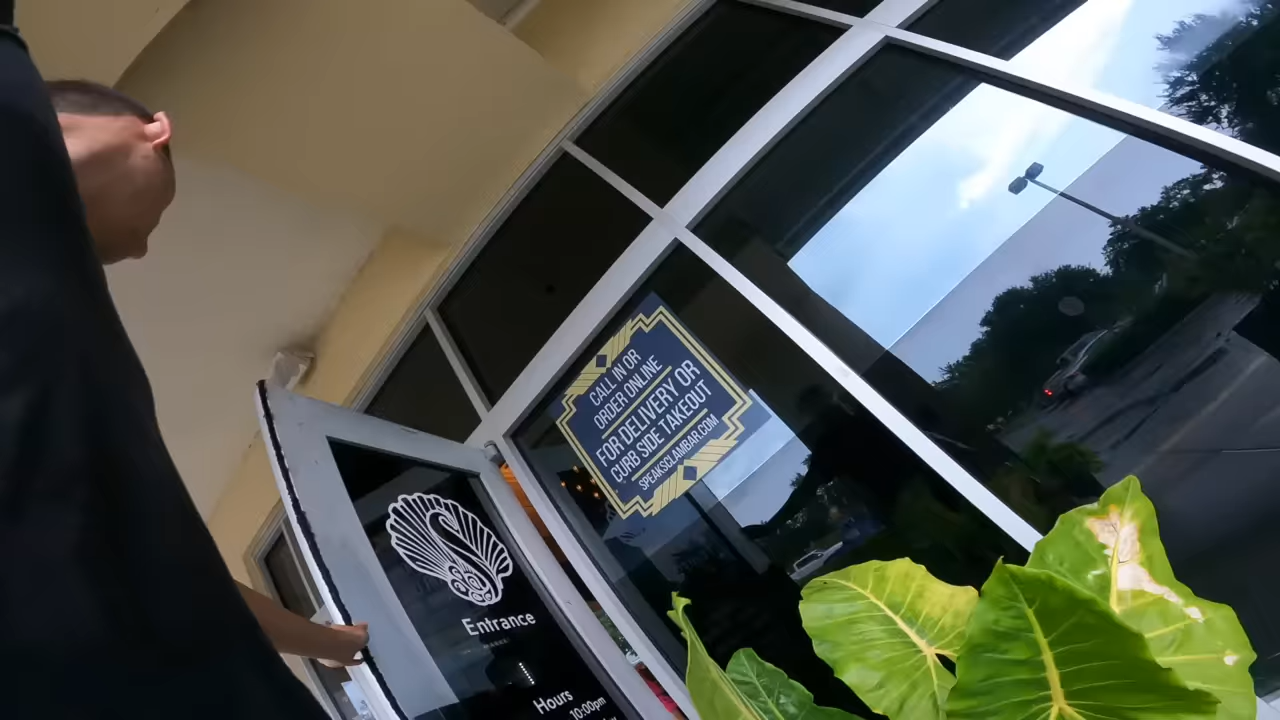 CALL IN OR
ORDER ONLINE
FOR DELIVERY OR
CURB SIDE TAKEOUT
SPEAKSCLAMBAR.COM
Entrance
Hours
10:00pm